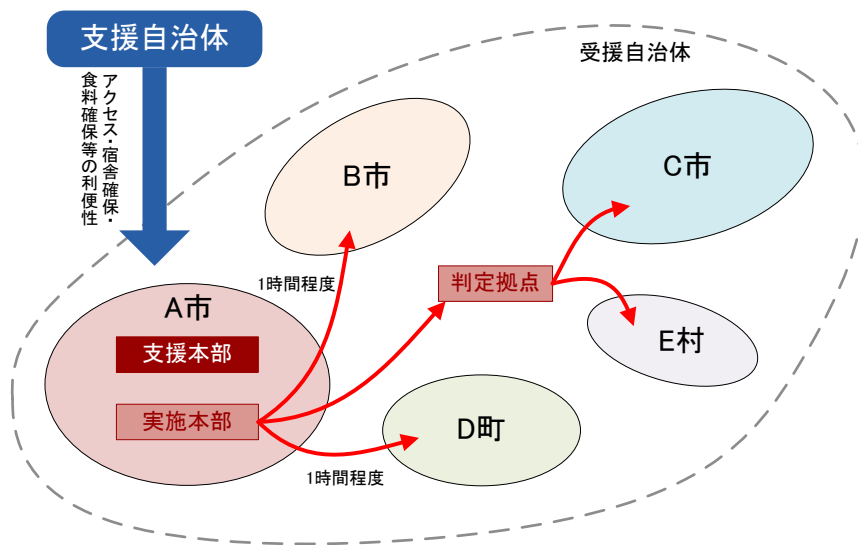 支援自治体
アクセス・宿舎確保・
食料確保等の利便性
受援自治体
B市
C市
1時間程度
判定拠点
A市
支援本部
E村
実施本部
D町
1時間程度